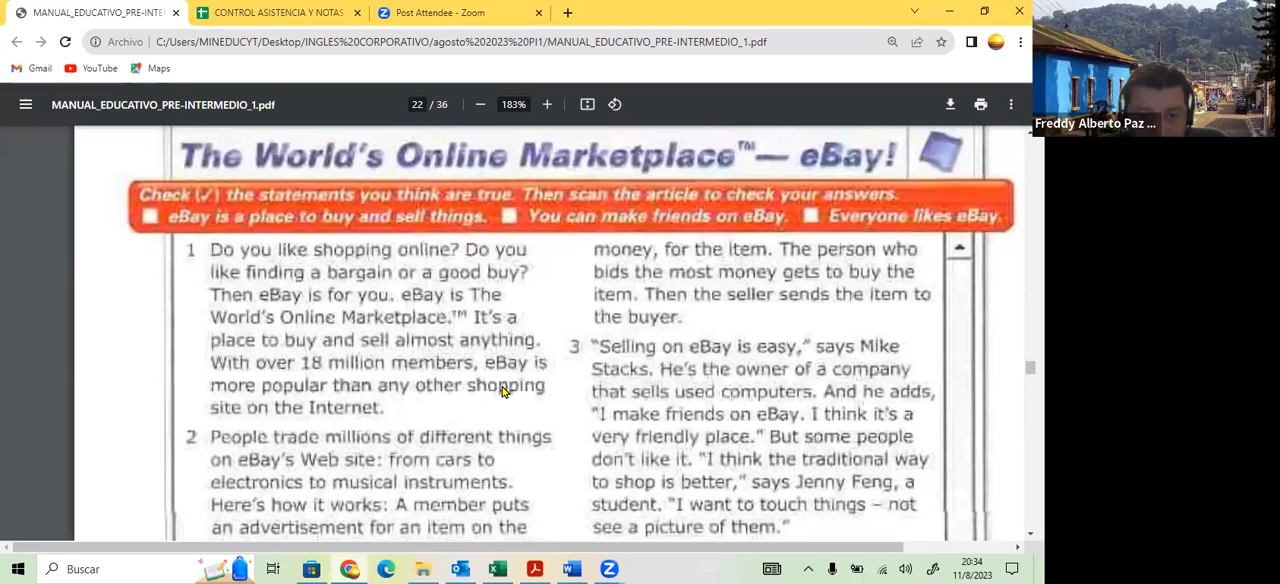 MANUAL_EDUCATIVO_PRE-INTERME
CONTROL ASISTENCIA Y NOTAS
Post Attendee - Zoom
Archivo
C:/Users/MINEDUCYT/Desktop/INGLES%20CORPORATIVO/agosto%202023%20PI1/MANUAL_EDUCATIVO_PRE-INTERMEDIO_1.pdf
Gmail
YouTube
Maps
MANUAL_EDUCATIVO_PRE-INTERMEDIO_1.pdf
22 / 36
183%
Freddy Alberto Paz ...
The World's Online Marketplace™— eBay!
Check (✓) the statements you think are true. Then scan the article to check your answers.
eBay is a place to buy and sell things.
You can make friends on eBay.
Everyone likes eBay.
1 Do you like shopping online? Do you
like finding a bargain or a good buy?
Then eBay is for you. eBay is The
World's Online Marketplace.™ It's a
place to buy and sell almost anything.
With over 18 million members, eBay is
more popular than any other shopping
site on the Internet.
2 People trade millions of different things
on eBay's Web site: from cars to
electronics to musical instruments.
Here's how it works: A member puts
an advertisement for an item on the
money, for the item. The person who
bids the most money gets to buy the
item. Then the seller sends the item to
the buyer.
3 "Selling on eBay is easy," says Mike
Stacks. He's the owner of a company
that sells used computers. And he adds,
"I make friends on eBay. I think it's a
very friendly place." But some people
don't like it. "I think the traditional way
to shop is better," says Jenny Feng, a
student. "I want to touch things – not
see a picture of them."
Buscar
20:34
11/8/2023